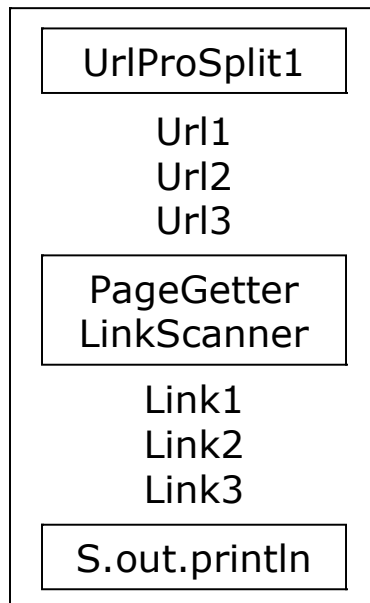 UrlProSplit1
Url1
Url2
Url3
PageGetter
LinkScanner
Link1
Link2
Link3
S.out.println